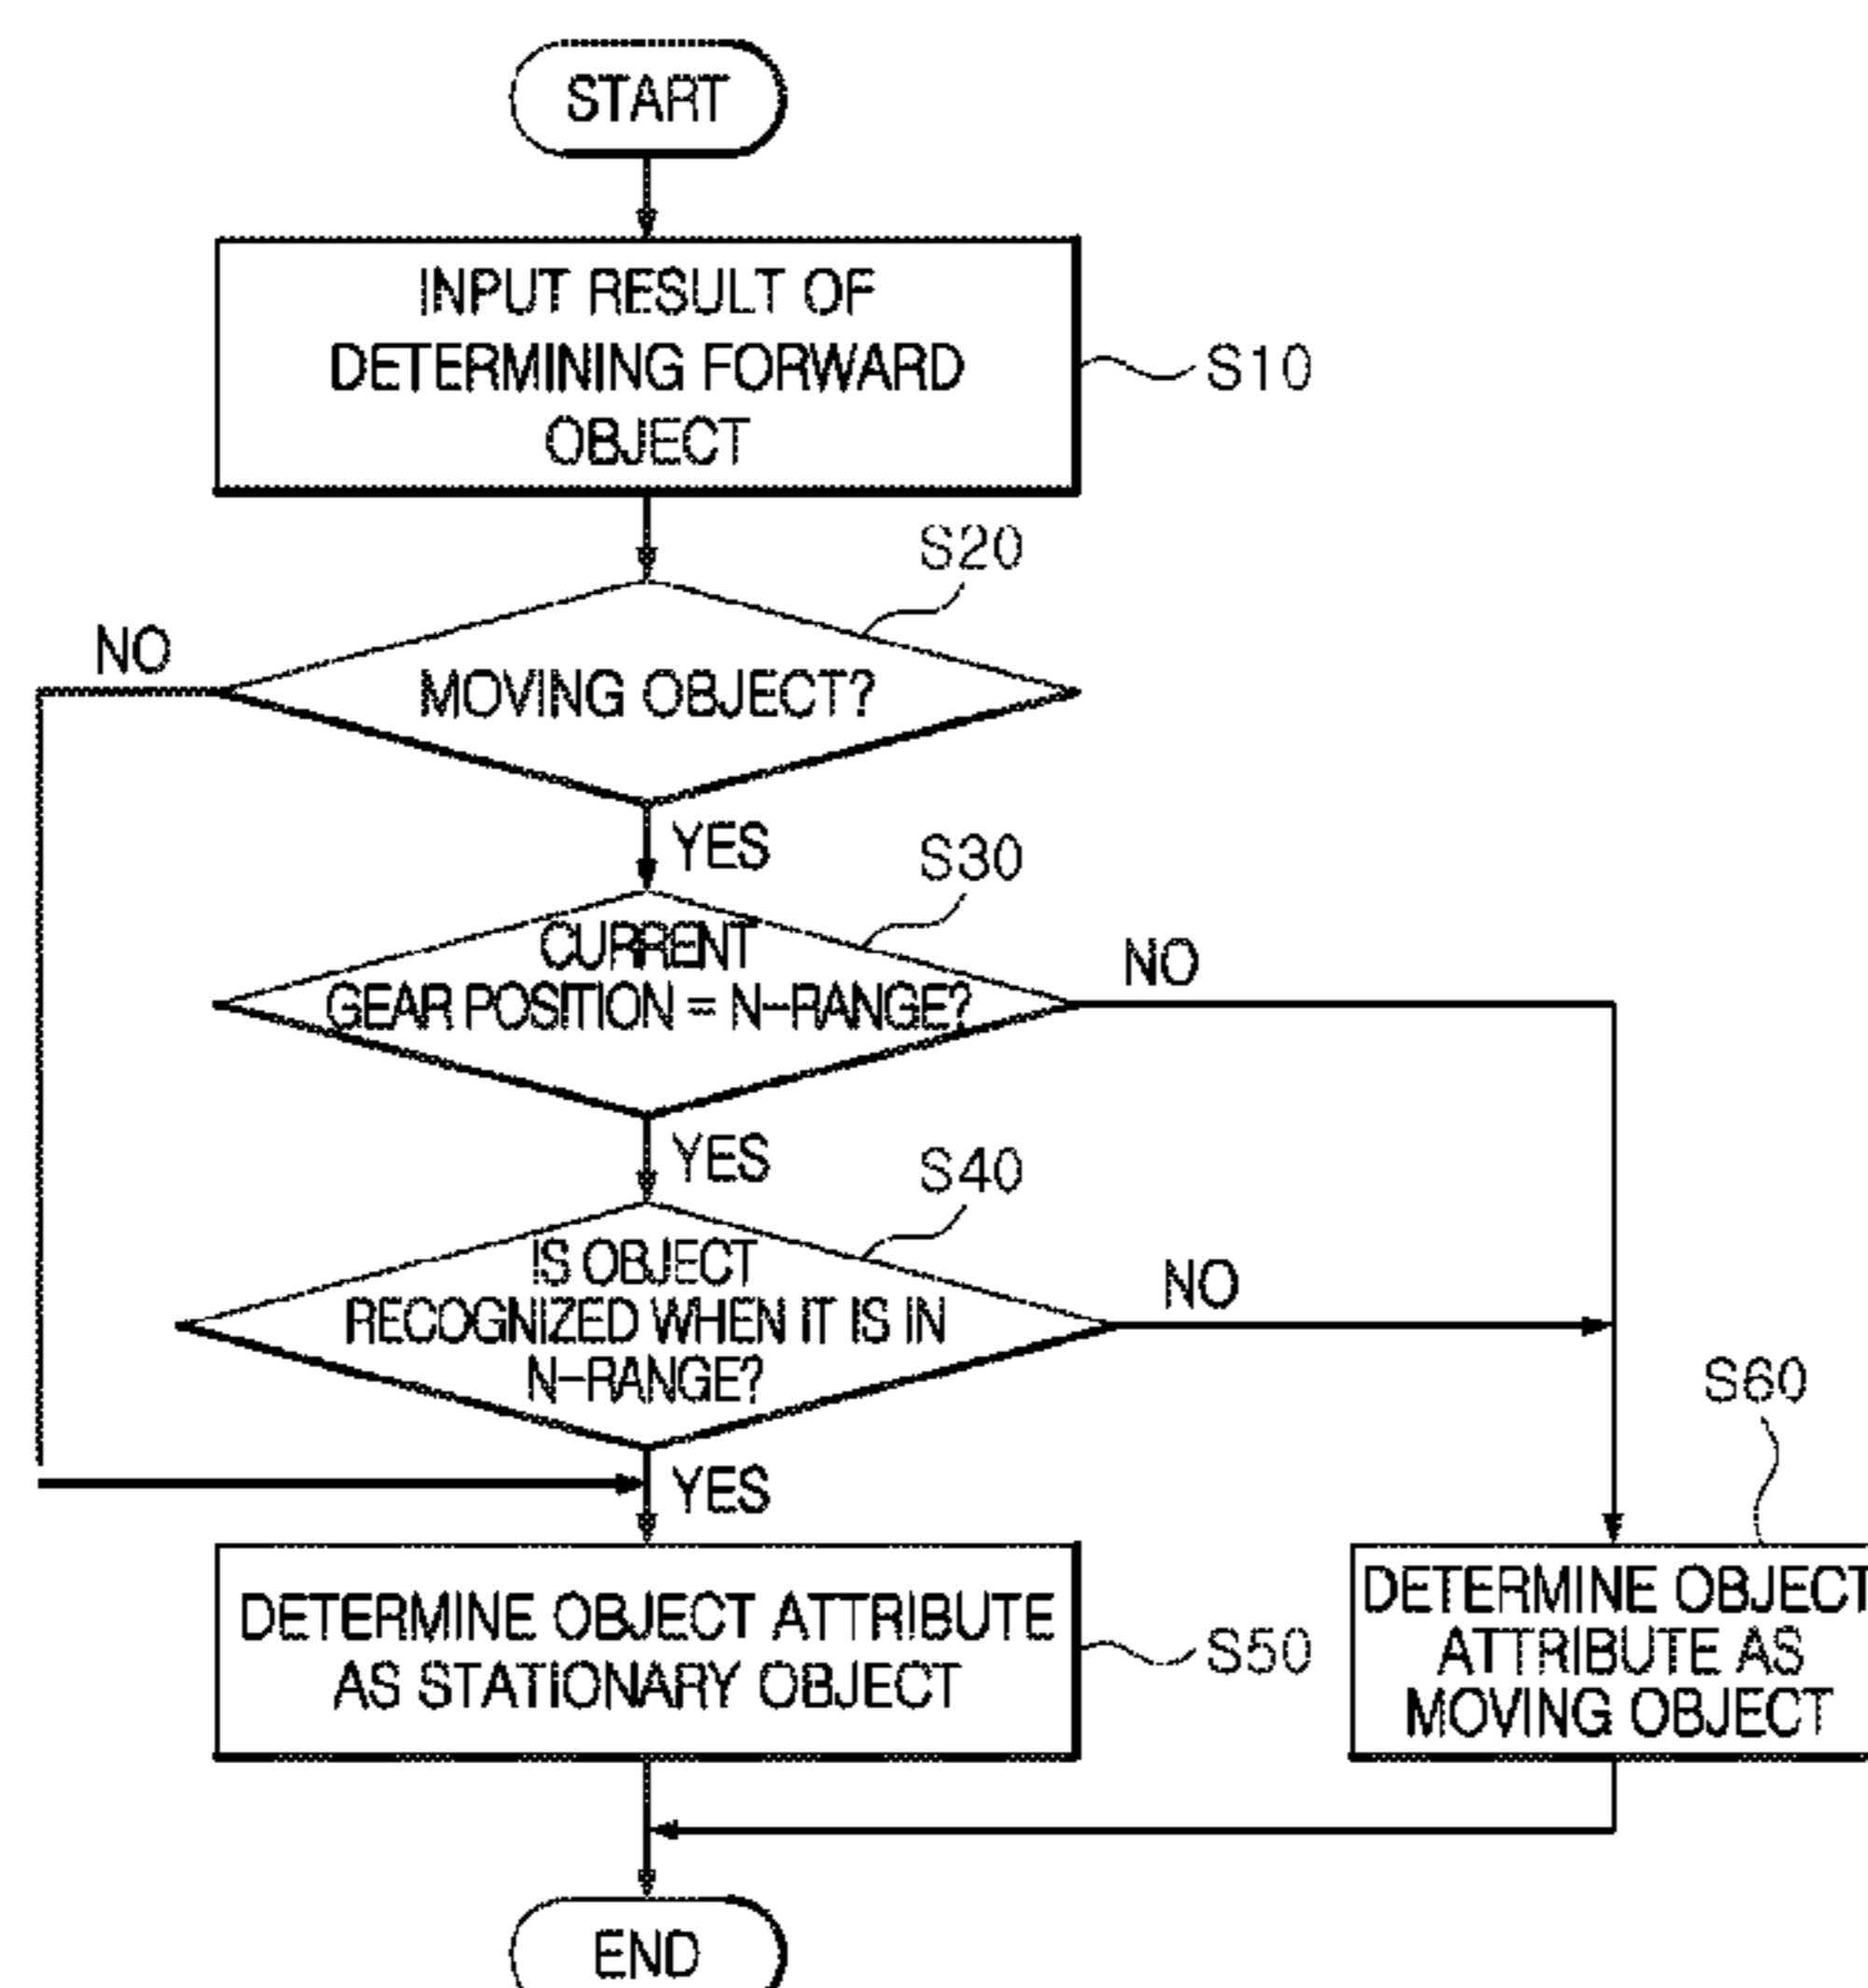 START
INPUT RESULT OF
DETERMINING FORWARD
OBJECT
S10
S20
MOVING OBJECT?
NO
YES
S30
CURRENT
GEAR POSITION = N-RANGE?
NO
YES
S40
IS OBJECT
RECOGNIZED WHEN IT IS IN
N-RANGE?
NO
YES
DETERMINE OBJECT ATTRIBUTE
AS STATIONARY OBJECT
S50
S60
DETERMINE OBJECT
ATTRIBUTE AS
MOVING OBJECT
END